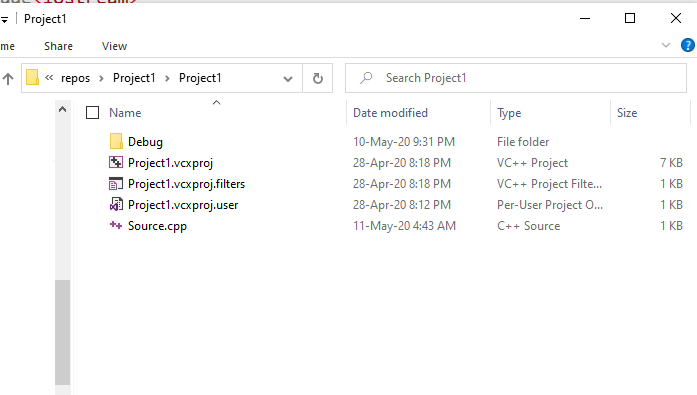 Project1
me Share View
« repos > Project1 > Project1 Search Project1
Name Date modified Type Size
Debug 10-May-20 9:31 PM File folder
Project1.vcxproj 28-Apr-20 8:18 PM VC++ Project 7 KB
Project1.vcxproj.filters 28-Apr-20 8:18 PM VC++ Project Filte... 1 KB
Project1.vcxproj.user 28-Apr-20 8:12 PM Per-User Project O... 1 KB
Source.cpp 11-May-20 4:43 AM C++ Source 1 KB